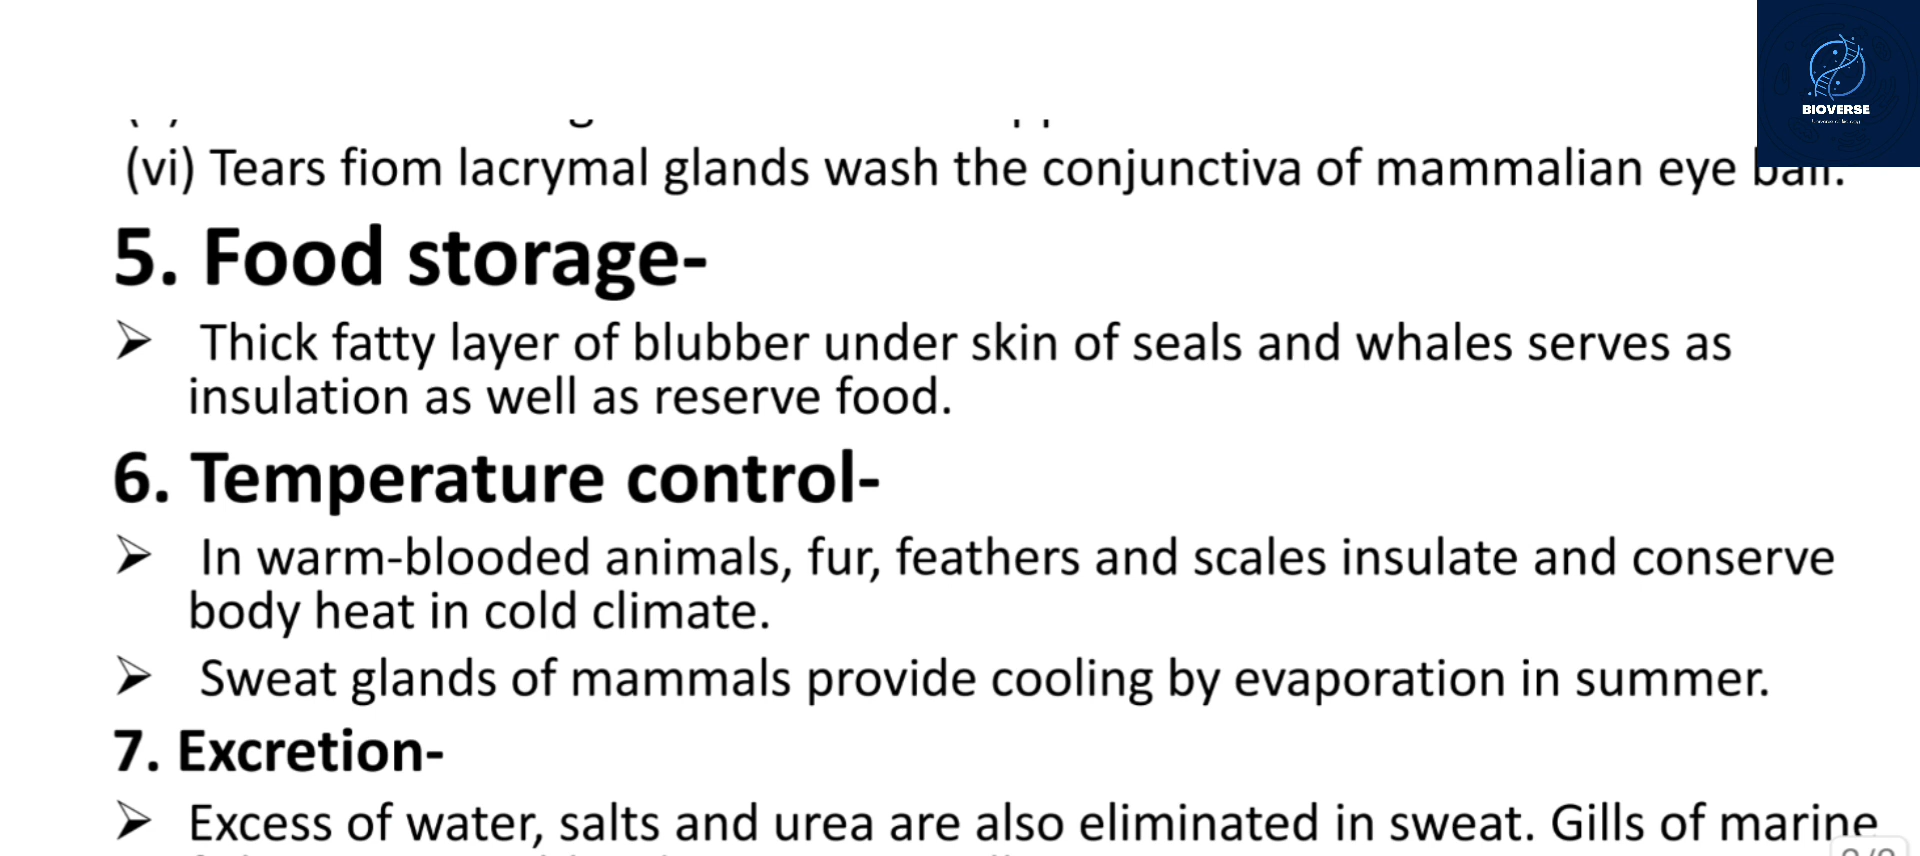 BIOVERSE
(vi) Tears fiom lacrymal glands wash the conjunctiva of mammalian eye ball.
5. Food storage-
➢ Thick fatty layer of blubber under skin of seals and whales serves as
insulation as well as reserve food.
6. Temperature control-
➢ In warm-blooded animals, fur, feathers and scales insulate and conserve
body heat in cold climate.
➢ Sweat glands of mammals provide cooling by evaporation in summer.
7. Excretion-
➢ Excess of water, salts and urea are also eliminated in sweat. Gills of marine